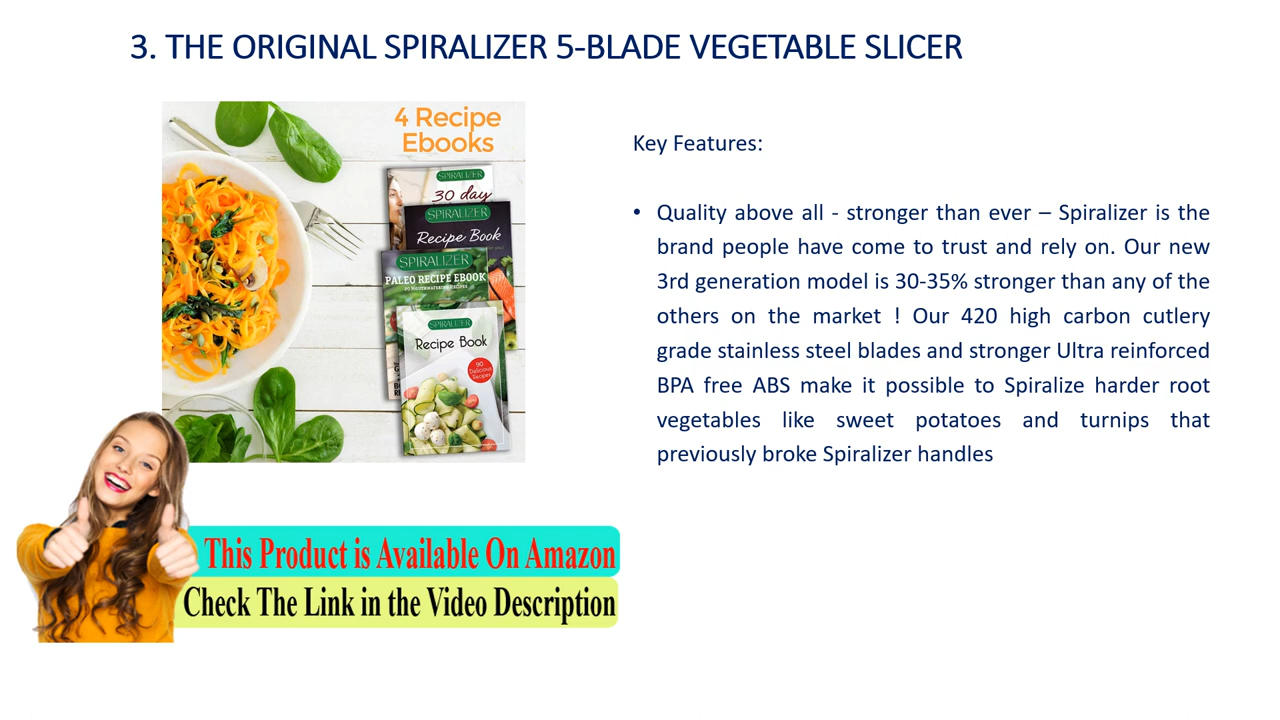 3. THE ORIGINAL SPIRALIZER 5-BLADE VEGETABLE SLICER
4 Recipe
Ebooks
SPIRALIZER
30 day
SPIRALIZER
Recipe Book
SPIRALIZER
PALEO RECIPE EBOOK
SPIRALIZER
Recipe Book
90
Delicious
Recipes
Key Features:
• Quality above all - stronger than ever – Spiralizer is the
brand people have come to trust and rely on. Our new
3rd generation model is 30-35% stronger than any of the
others on the market ! Our 420 high carbon cutlery
grade stainless steel blades and stronger Ultra reinforced
BPA free ABS make it possible to Spiralize harder root
vegetables like sweet potatoes and turnips that
previously broke Spiralizer handles
This Product is Available On Amazon
Check The Link in the Video Description